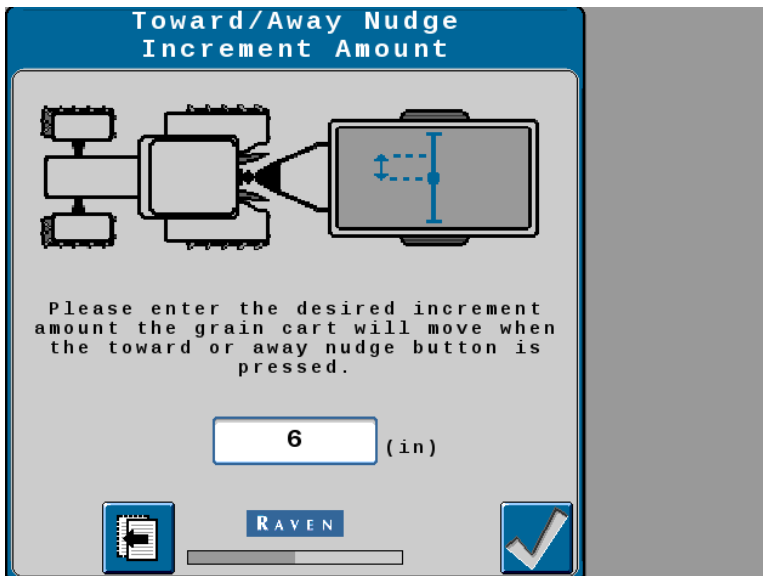 Toward/Away Nudge
Increment Amount
Please enter the desired increment
amount the grain cart will move when
the toward or away nudge button is
pressed.
6 (in)
RAVEN